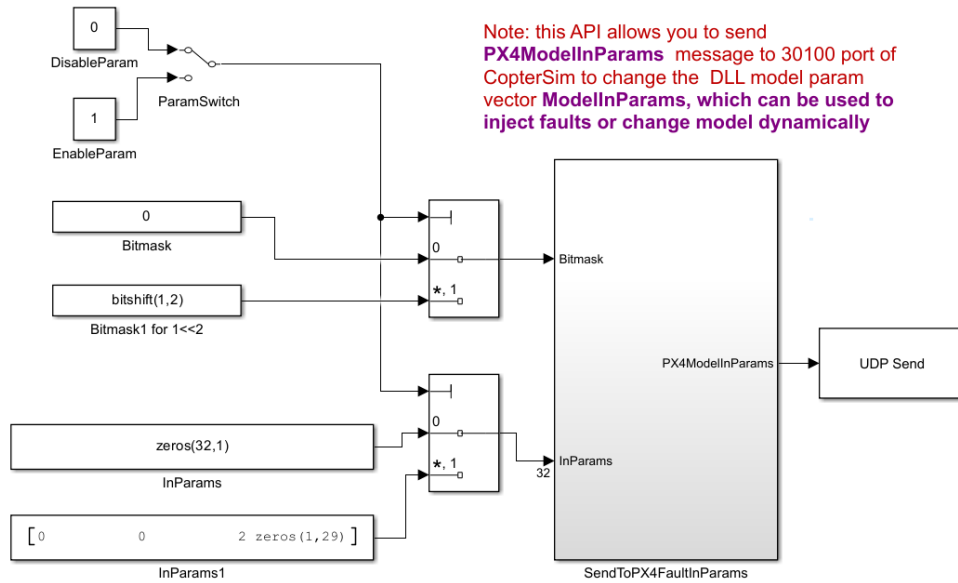 0
DisableParam
ParamSwitch
1
EnableParam
Note: this API allows you to send
PX4ModelInParams message to 30100 port of
CopterSim to change the DLL model param
vector ModelInParams, which can be used to
inject faults or change model dynamically
0
Bitmask
bitshift(1,2)
Bitmask1 for 1<<2
0
*, 1
Bitmask
PX4ModelInParams
UDP Send
zeros(32,1)
InParams
0
*, 1
32
InParams
[0 0 2 zeros(1,29)]
InParams1
SendToPX4FaultInParams